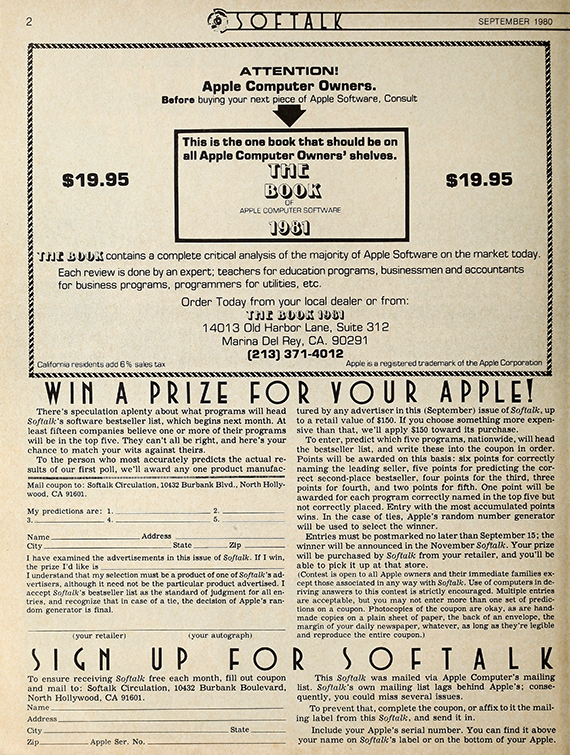 2
SOFTALK
SEPTEMBER 1980
ATTENTION!
Apple Computer Owners.
Before buying your next piece of Apple Software, Consult
This is the one book that should be on
all Apple Computer Owners' shelves.
THE
BOOK
OF
APPLE COMPUTER SOFTWARE
1981
$19.95
$19.95
THE BOOK contains a complete critical analysis of the majority of Apple Software on the market today.
Each review is done by an expert; teachers for education programs, businessmen and accountants
for business programs, programmers for utilities, etc.
Order Today from your local dealer or from:
THE BOOK 1981
14013 Old Harbor Lane, Suite 312
Marina Del Rey, CA. 90291
(213) 371-4012
California residents add 6% sales tax
Apple is a registered trademark of the Apple Corporation
WIN A PRIZE FOR YOUR APPLE!
There's speculation aplenty about what programs will head
Softalk's software bestseller list, which begins next month. At
least fifteen companies believe one or more of their programs
will be in the top five. They can't all be right, and here's your
chance to match your wits against theirs.
To the person who most accurately predicts the actual re-
sults of our first poll, we'll award any one product manufac-
Mail coupon to: Softalk Circulation, 10432 Burbank Blvd., North Holly-
wood, CA 91601.
My predictions are: 1. 2.
3. 4. 5.
Name Address
City State Zip
I have examined the advertisements in this issue of Softalk. If I win,
the prize I'd like is
I understand that my selection must be a product of one of Softalk's ad-
vertisers, although it need not be the particular product advertised. I
accept Softalk's bestseller list as the standard of judgment for all en-
tries, and recognize that in case of a tie, the decision of Apple's ran-
dom generator is final.
(your retailer) (your autograph)
tured by any advertiser in this (September) issue of Softalk, up
to a retail value of $150. If you choose something more expen-
sive than that, we'll apply $150 toward its purchase.
To enter, predict which five programs, nationwide, will head
the bestseller list, and write these into the coupon in order.
Points will be awarded on this basis: six points for correctly
naming the leading seller, five points for predicting the cor-
rect second-place bestseller, four points for the third, three
points for fourth, and two points for fifth. One point will be
awarded for each program correctly named in the top five but
not correctly placed. Entry with the most accumulated points
wins. In the case of ties, Apple's random number generator
will be used to select the winner.
Entries must be postmarked no later than September 15; the
winner will be announced in the November Softalk. Your prize
will be purchased by Softalk from your retailer, and you'll be
able to pick it up at that store.
(Contest is open to all Apple owners and their immediate families ex-
cept those associated in any way with Softalk. Use of computers in de-
riving answers to this contest is strictly encouraged. Multiple entries
are acceptable, but you may not enter more than one set of predic-
tions on a coupon. Photocopies of the coupon are okay, as are hand-
made copies on a plain sheet of paper, the back of an envelope, the
margin of your daily newspaper, whatever, as long as they're legible
and reproduce the entire coupon.)
SIGN UP FOR SOFTALK
To ensure receiving Softalk free each month, fill out coupon
and mail to: Softalk Circulation, 10432 Burbank Boulevard,
North Hollywood, CA 91601.
Name
Address
City State
Zip Apple Ser. No.
This Softalk was mailed via Apple Computer's mailing
list. Softalk's own mailing list lags behind Apple's; conse-
quently, you could miss several issues.
To prevent that, complete the coupon, or affix to it the mail-
ing label from this Softalk, and send it in.
Include your Apple's serial number. You can find it above
your name on Softalk's label or on the bottom of your Apple.